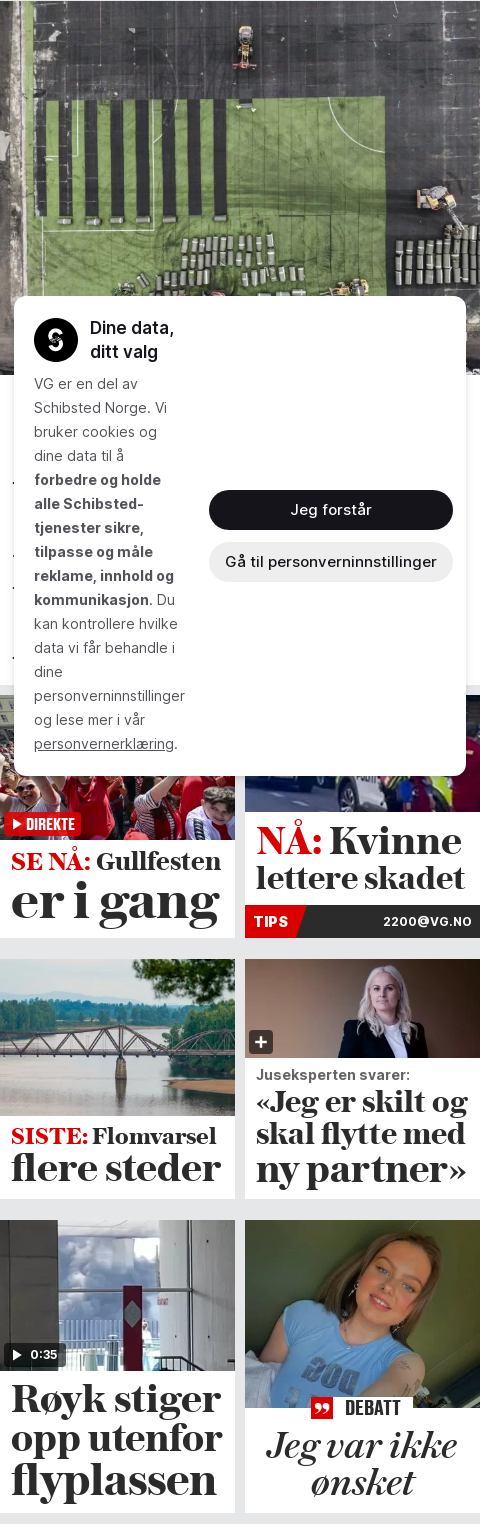 Dine data,
ditt valg
VG er en del av
Schibsted Norge. Vi
bruker cookies og
dine data til å
forbedre og holde
alle Schibsted-
tjenester sikre,
tilpasse og måle
reklame, innhold og
kommunikasjon. Du
kan kontrollere hvilke
data vi får behandle i
dine
personverninnstillinger
og lese mer i vår
personvernerklæring.
Jeg forstår
Gå til personverninnstillinger
DIREKTE
SE NÅ: Gullfesten
er i gang
NÅ: Kvinne
lettere skadet
TIPS
2200@VG.NO
SISTE: Flomvarsel
flere steder
Juseksperten svarer:
«Jeg er skilt og
skal flytte med
ny partner»
0:35
Røyk stiger
opp utenfor
flyplassen
DEBATT
Jeg var ikke
ønsket